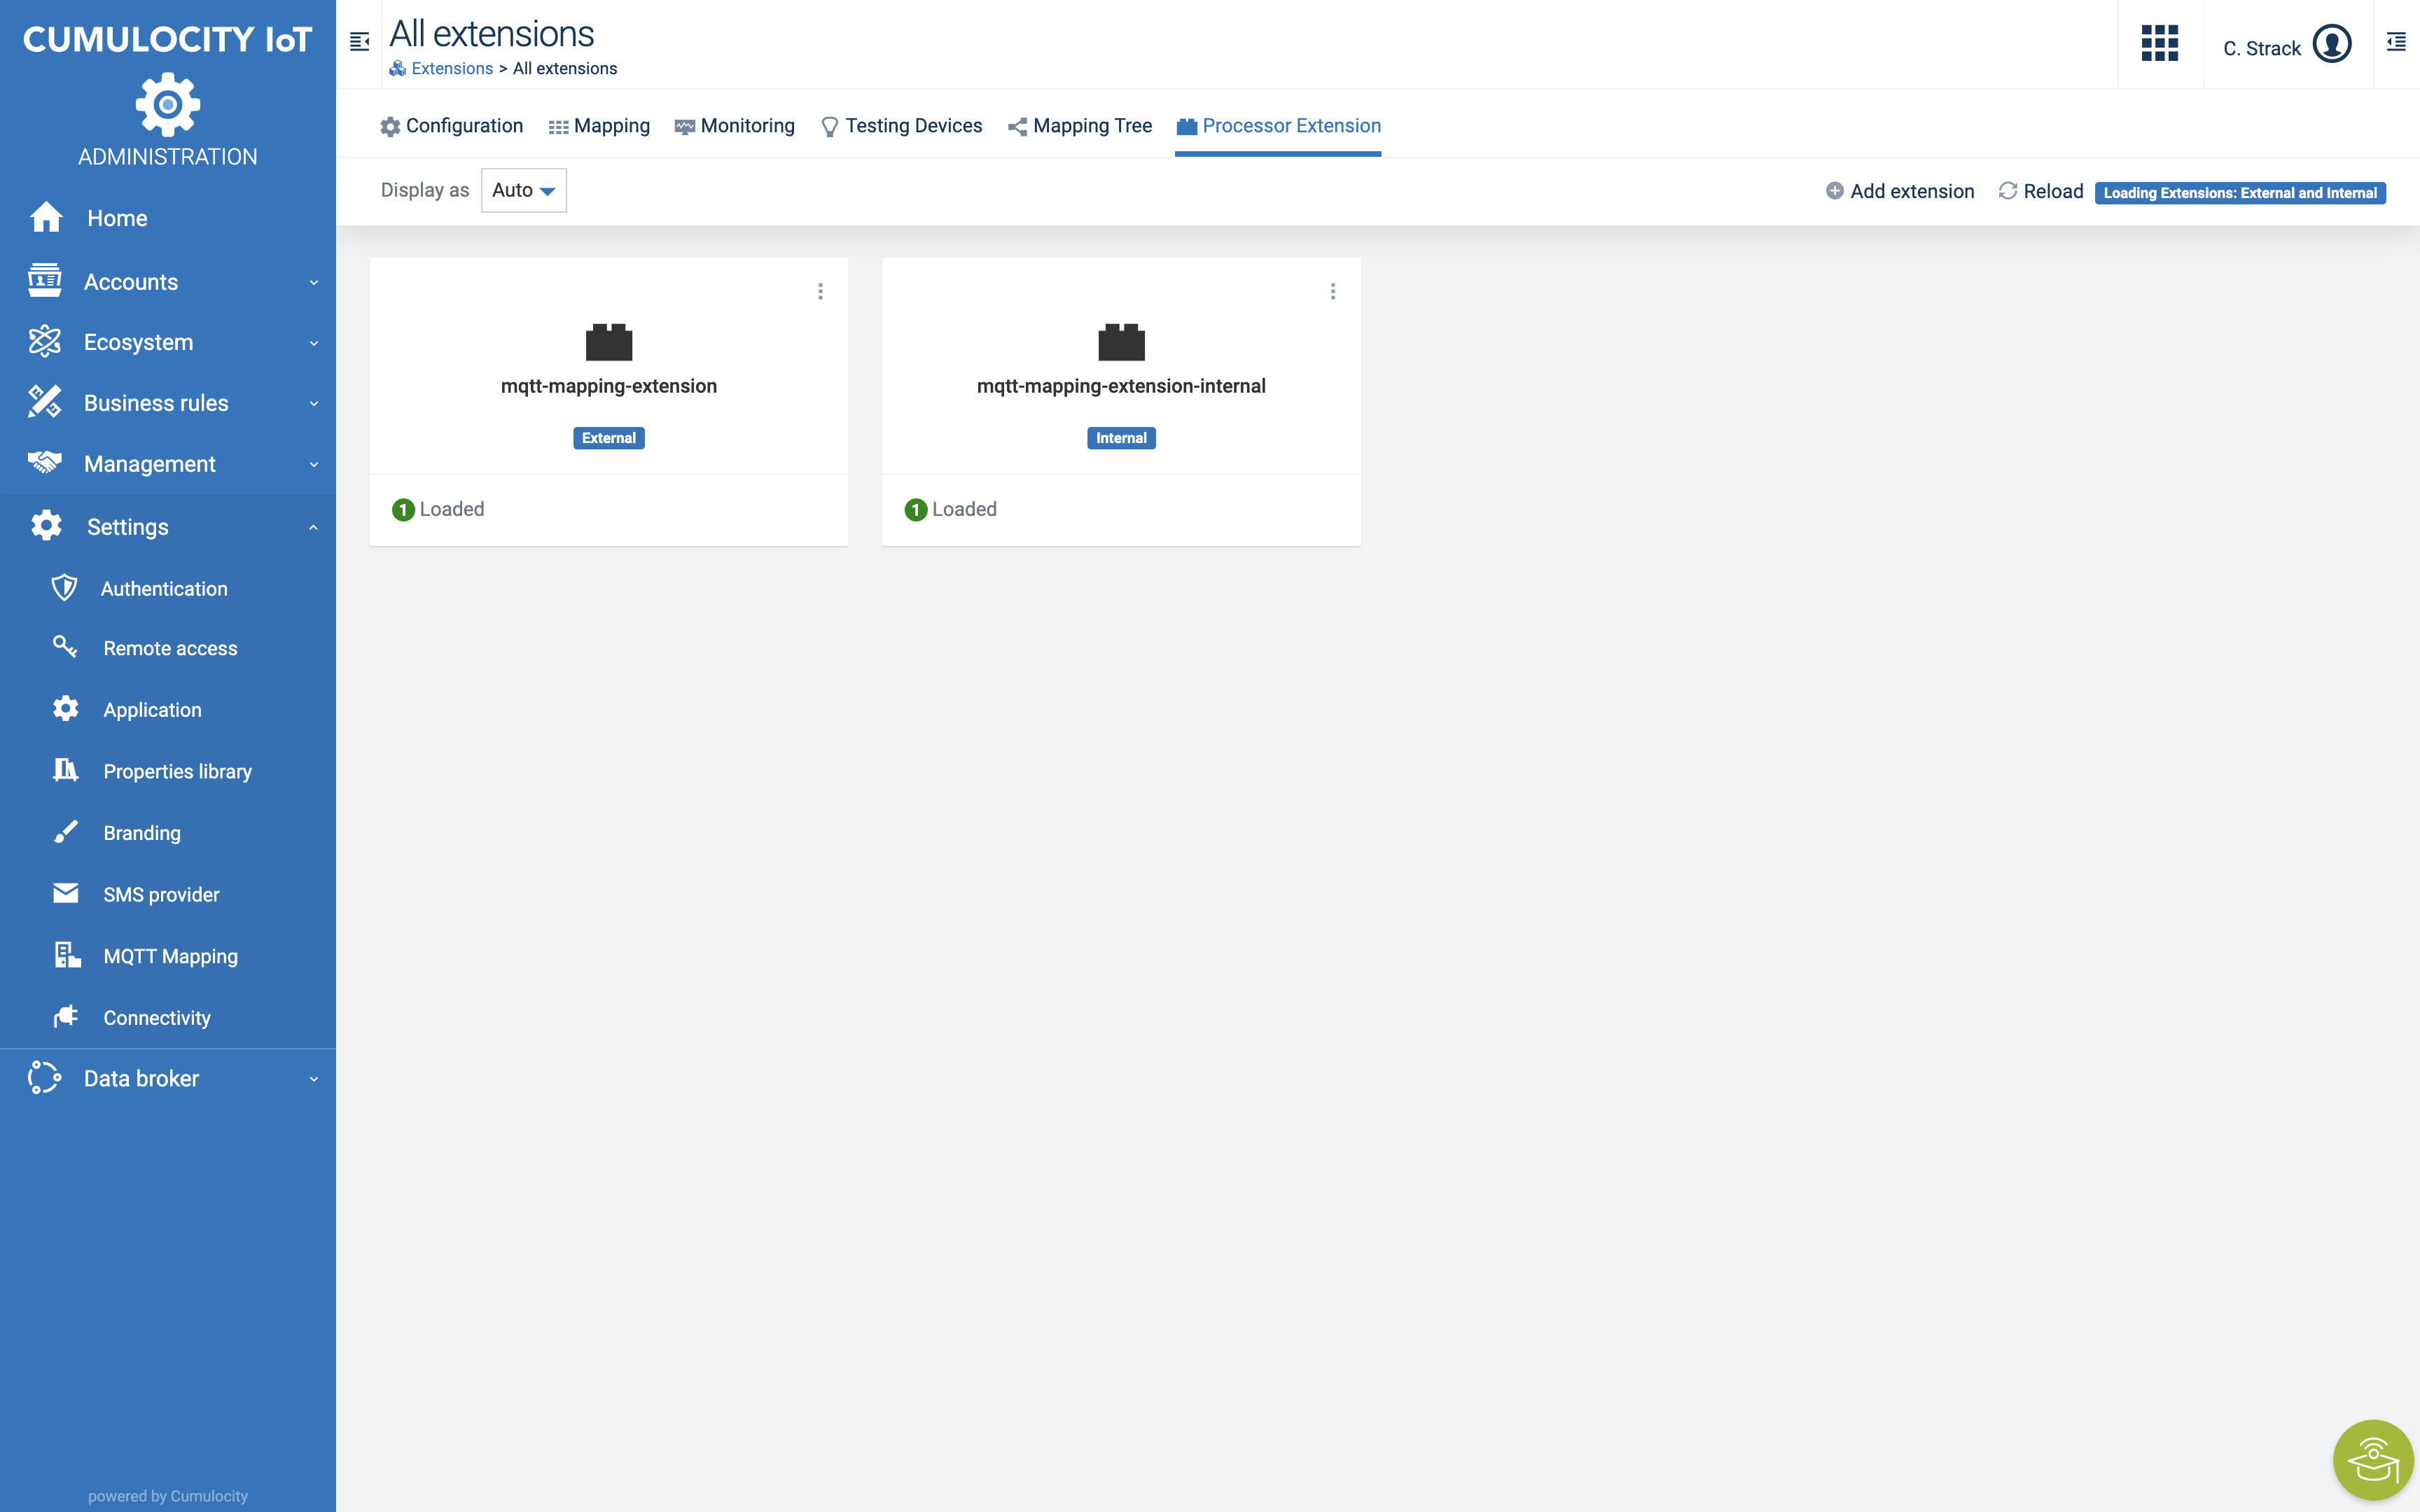 CUMULOCITY IoT
ADMINISTRATION
Home
Accounts
Ecosystem
Business rules
Management
Settings
Authentication
Remote access
Application
Properties library
Branding
SMS provider
MQTT Mapping
Connectivity
Data broker
powered by Cumulocity
All extensions
Extensions > All extensions
C. Strack
Configuration Mapping Monitoring Testing Devices Mapping Tree Processor Extension
Display as Auto
Add extension Reload Loading Extensions: External and Internal
mqtt-mapping-extension
External
1 Loaded
mqtt-mapping-extension-internal
Internal
1 Loaded